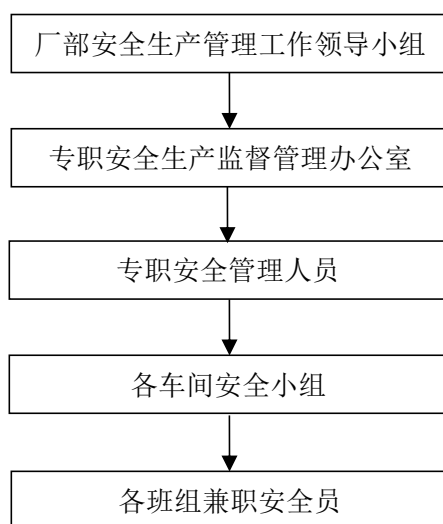 厂部安全生产管理工作领导小组
专职安全生产监督管理办公室
专职安全管理人员
各车间安全小组
各班组兼职安全员